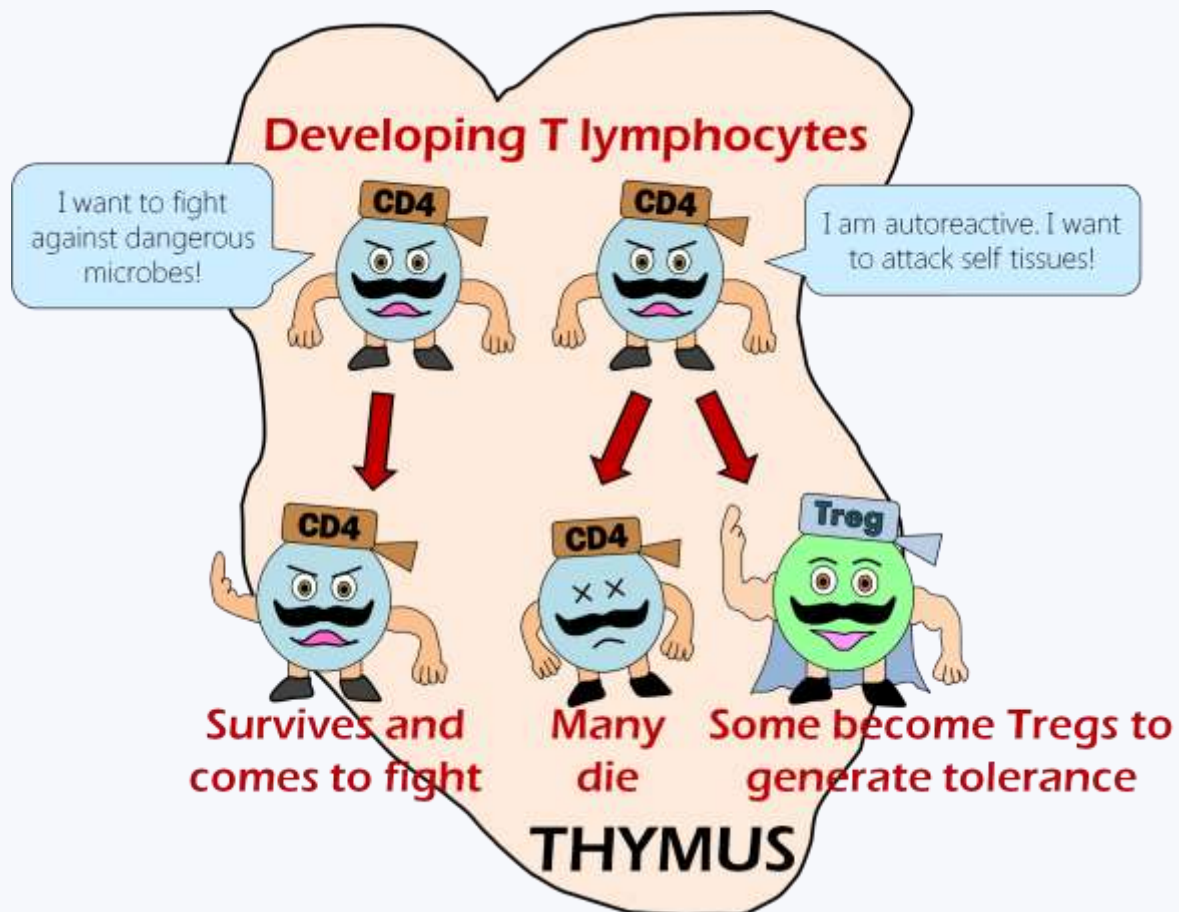 Developing T lymphocytes
I want to fight
against dangerous
microbes!
CD4
CD4
I am autoreactive. I want
to attack self tissues!
CD4
CD4
Treg
Survives and
comes to fight
Many
die
Some become Tregs to
generate tolerance
THYMUS